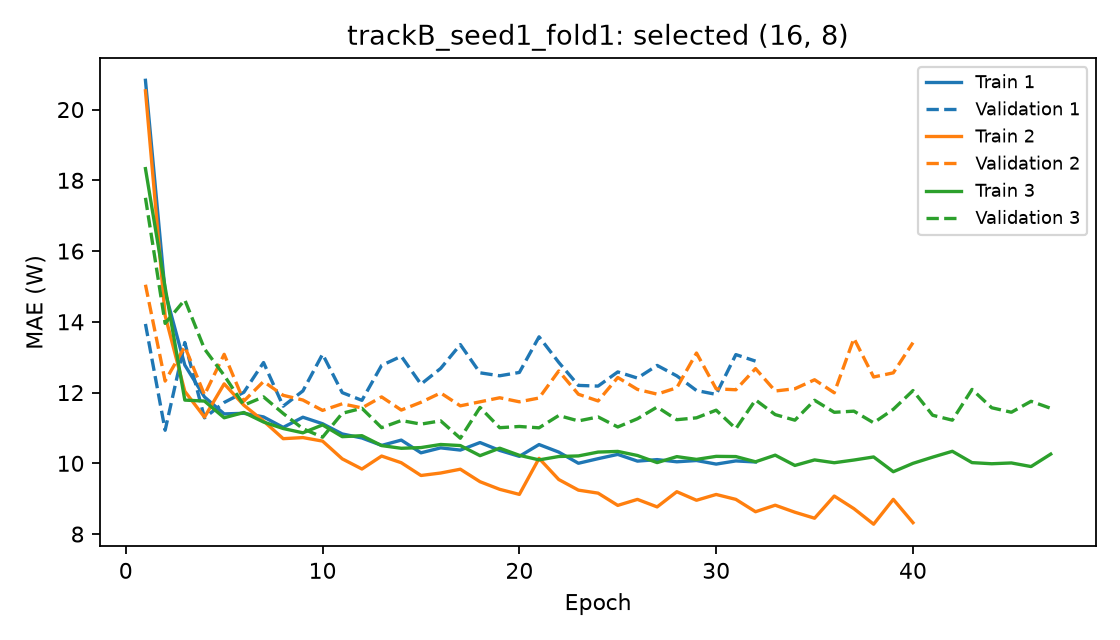 trackB_seed1_fold1: selected (16, 8)
Train 1
Validation 1
Train 2
Validation 2
Train 3
Validation 3
MAE (W)
20
18
16
14
12
10
8
0 10 20 30 40
Epoch